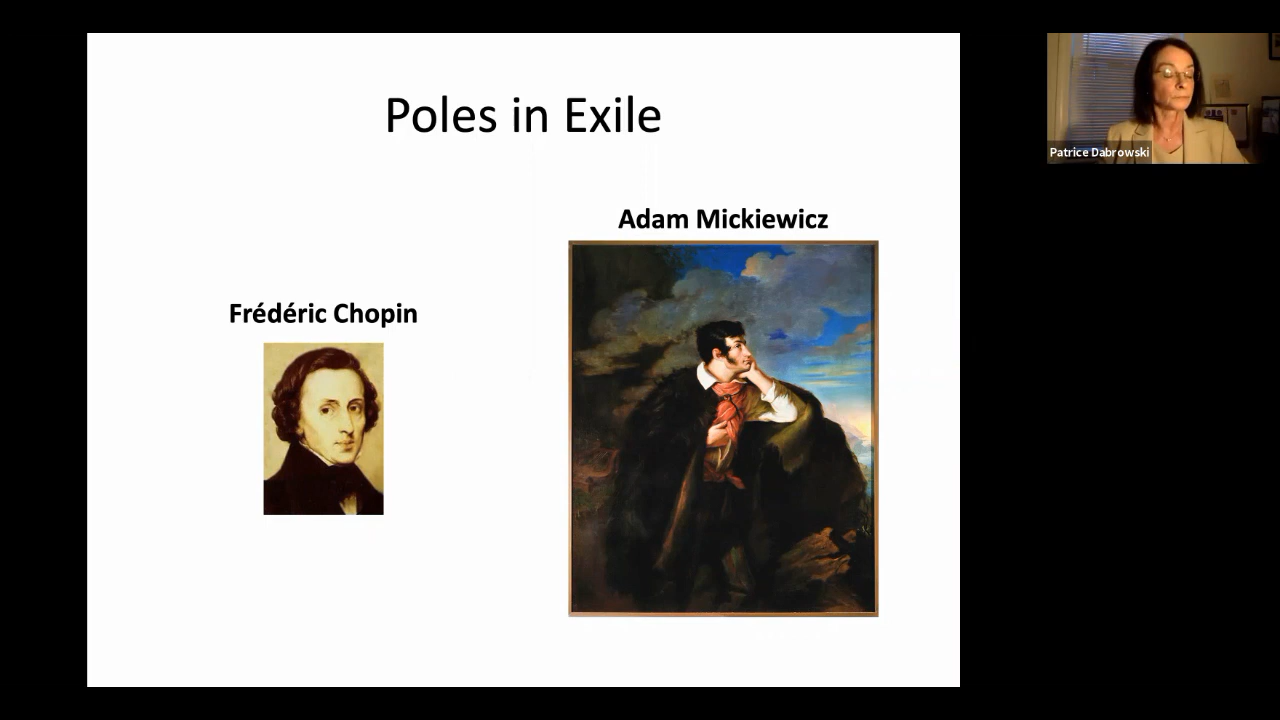 Poles in Exile
Adam Mickiewicz
Frédéric Chopin
Patrice Dabrowski